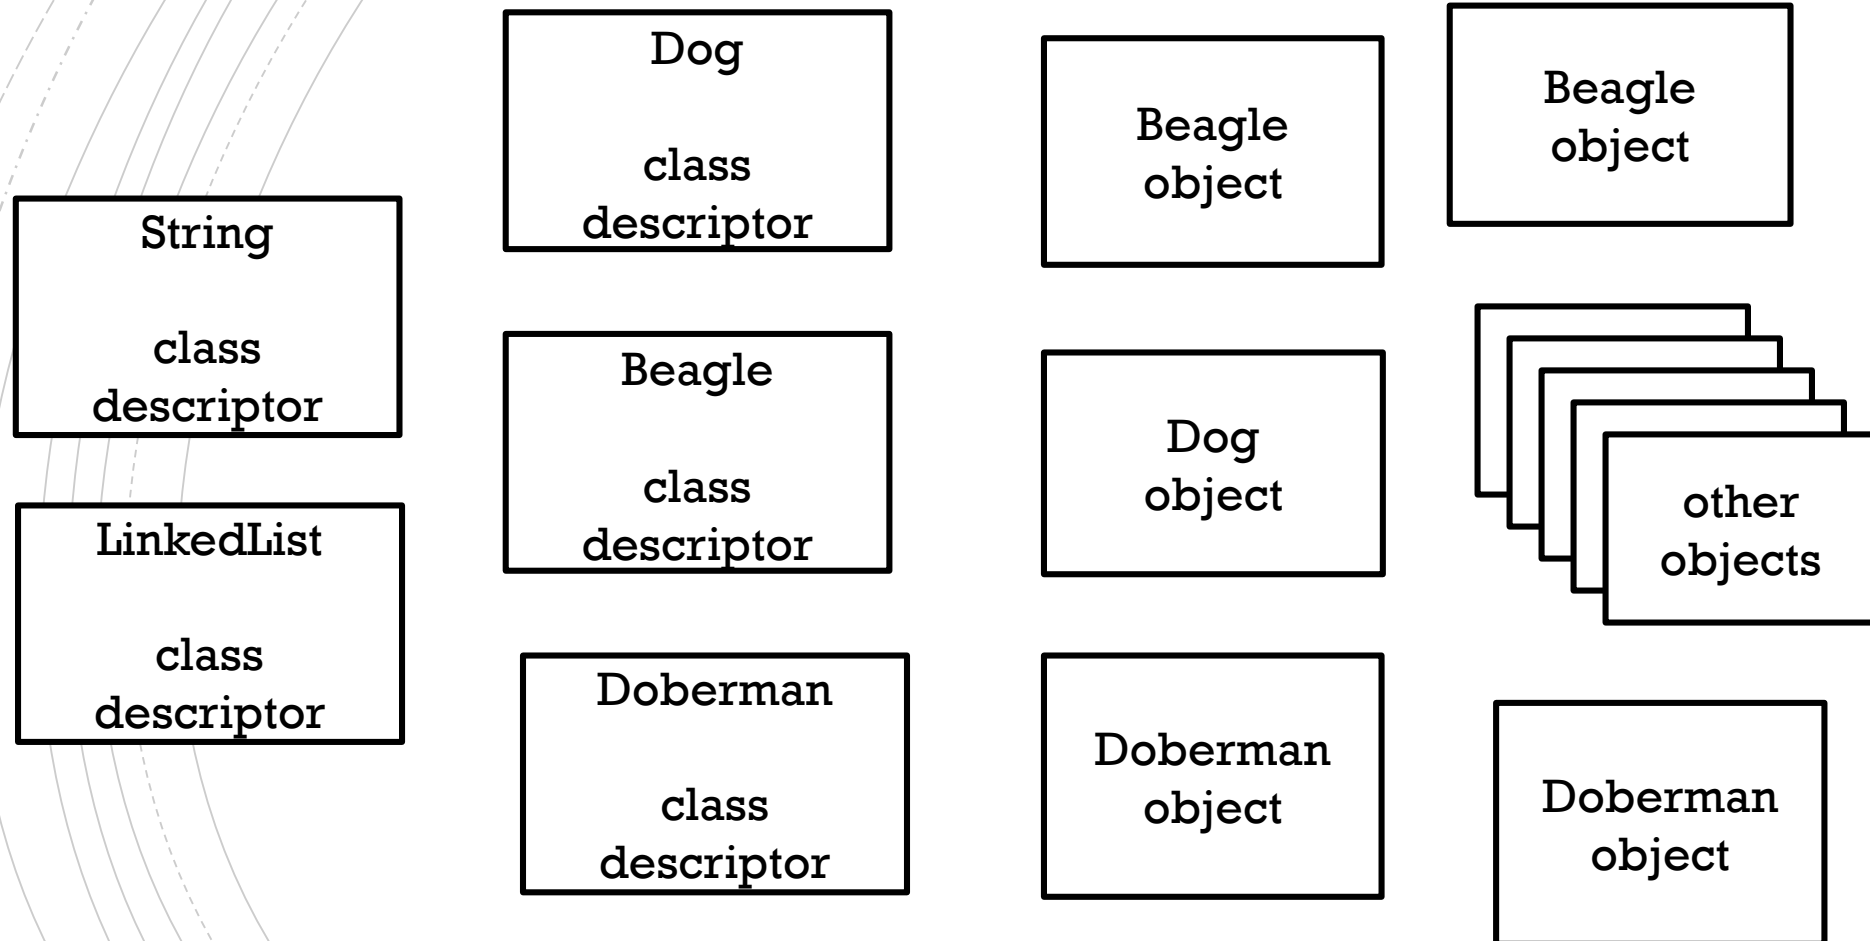 String
class
descriptor
LinkedList
class
descriptor
Dog
class
descriptor
Beagle
class
descriptor
Doberman
class
descriptor
Beagle
object
Dog
object
Doberman
object
Beagle
object
other
objects
Doberman
object